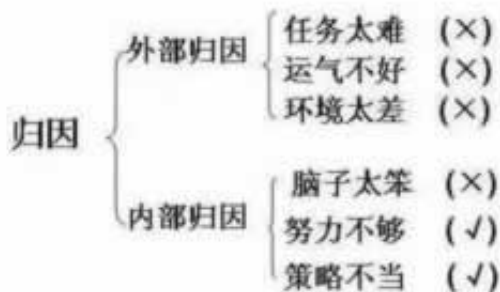 归因
外部归因
任务太难 (×)
运气不好 (×)
环境太差 (×)
内部归因
脑子太笨 (×)
努力不够 (√)
策略不当 (√)